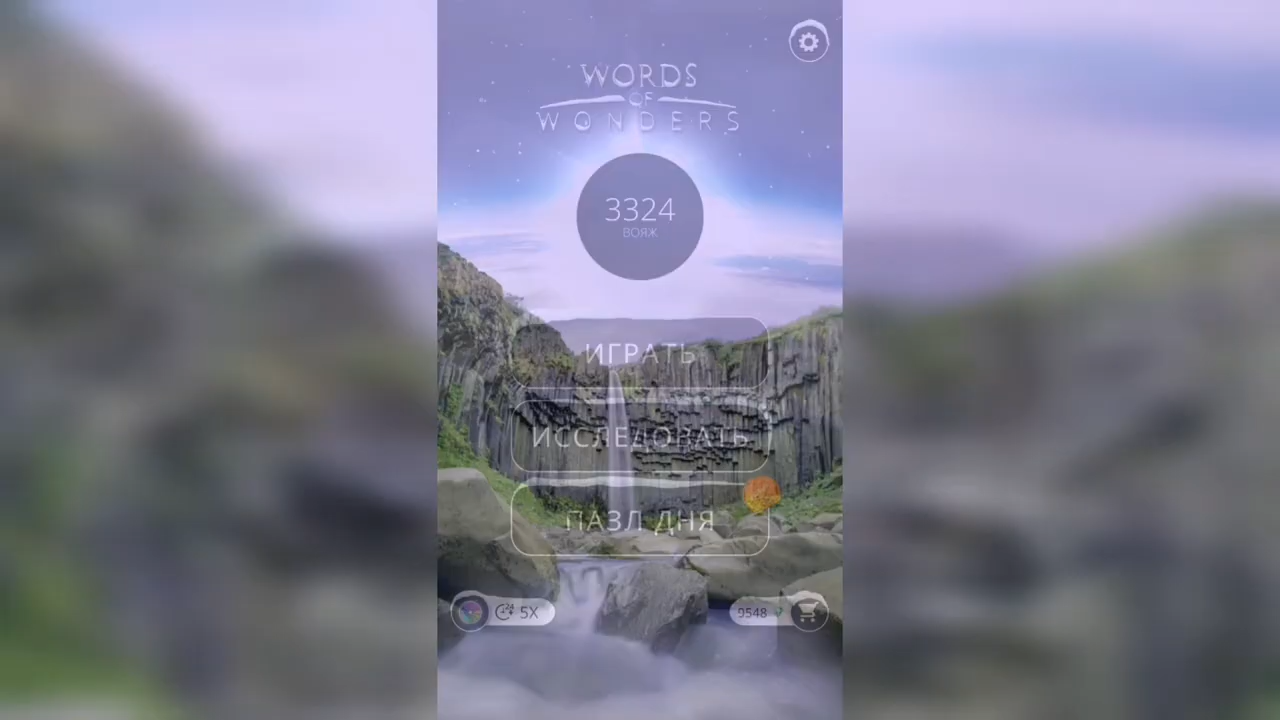 WORDS
OF
WONDERS
3324
ВОЯЖ
ИГРАТЬ
ИССЛЕДОВАТЬ
ПАЗЛ ДНЯ
5X
9548